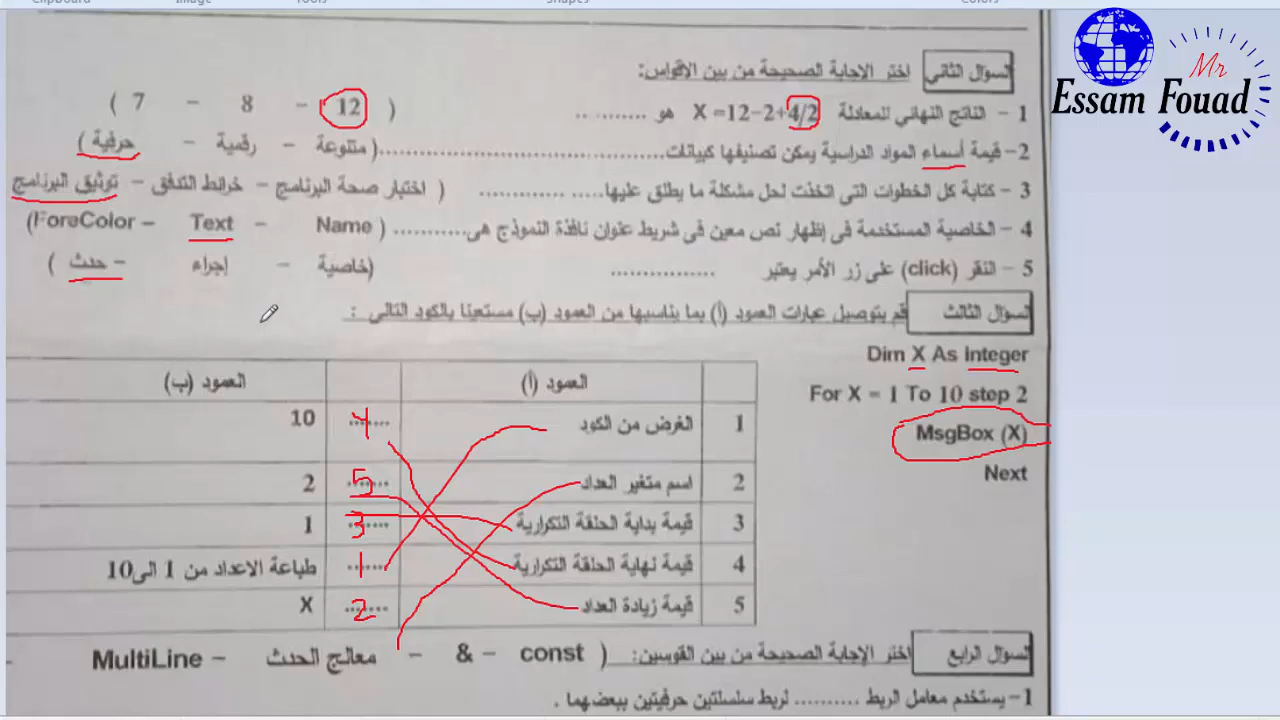 Clipboard
Image
Tools
Shapes
Colors
Mr
Essam Fouad
السؤال الثاني اختر الاجابة الصحيحة من بين الاقواس:
1 - الناتج النهائي للمعادلة X =12-2+4/2 هو .......... ( 12 - 8 - 7 )
2- قيمة أسماء المواد الدراسية يمكن تصنيفها كبيانات.......................................( متنوعة - رقمية - حرفية )
3 - كتابة كل الخطوات التى اتخذت لحل مشكلة ما يطلق عليها..... ............ ( اختبار صحة البرنامج - خرائط التدفق - توثيق البرنامج
4 - الخاصية المستخدمة فى إظهار نص معين فى شريط عنوان نافذة النموذج هى...........( Name - Text - ForeColor)
5 - النقر (click) على زر الأمر يعتبر ............... (خاصية - إجراء - حدث )
السؤال الثالث قم بتوصيل عبارات العمود (أ) بما يناسبها من العمود (ب) مستعينا بالكود التالى :
Dim X As Integer
For X = 1 To 10 step 2
MsgBox (X)
Next
العمود (أ) العمود (ب)
1 الغرض من الكود 4 10
2 اسم متغير العداد 5 2
3 قيمة بداية الحلقة التكرارية 3 1
4 قيمة نهاية الحلقة التكرارية 1 طباعة الاعداد من 1 الى10
5 قيمة زيادة العداد 2 X
السؤال الرابع اختر الإجابة الصحيحة من بين القوسين: ( const - & - معالج الحدث - MultiLine -
1- يستخدم معامل الربط .......... لربط سلسلتين حرفيتين ببعضهما .